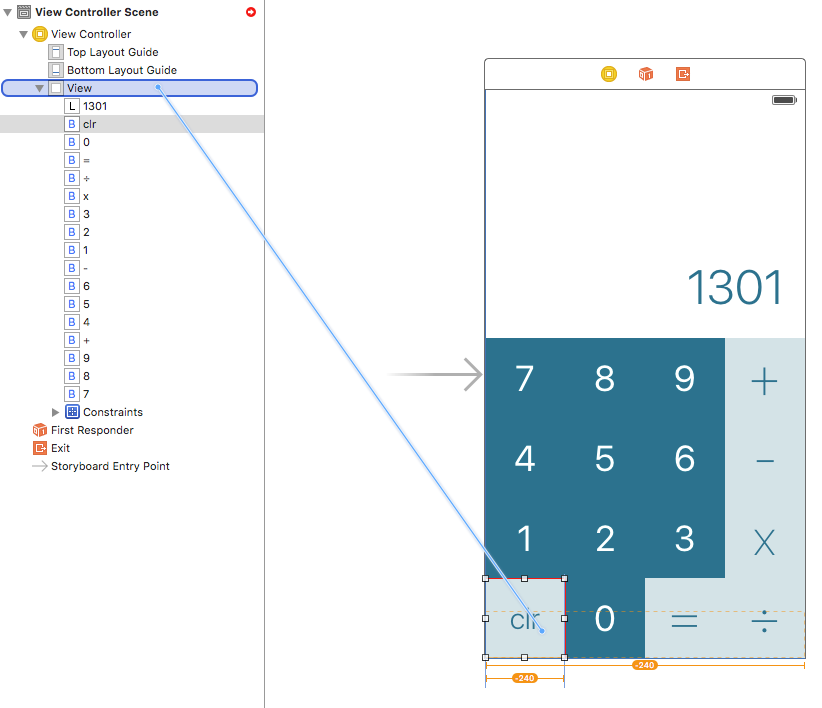 View Controller Scene
View Controller
Top Layout Guide
Bottom Layout Guide
View
L 1301
B clr
B 0
B =
B ÷
B x
B 3
B 2
B 1
B -
B 6
B 5
B 4
B +
B 9
B 8
B 7
Constraints
First Responder
Exit
Storyboard Entry Point
1301
7 8 9 +
4 5 6 −
1 2 3 X
clr 0 = ÷
-240
-240